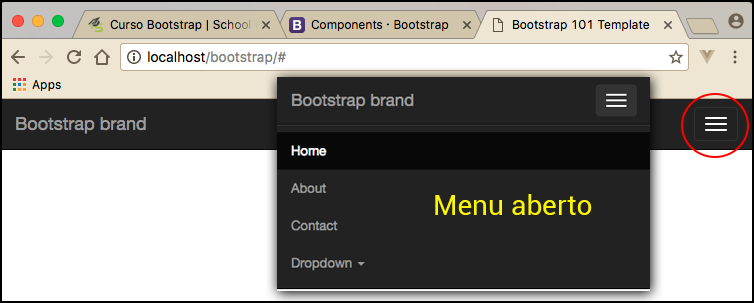 Curso Bootstrap | School
Components · Bootstrap
Bootstrap 101 Template
localhost/bootstrap/#
Apps
Bootstrap brand
Bootstrap brand
Home
About
Contact
Dropdown
Menu aberto